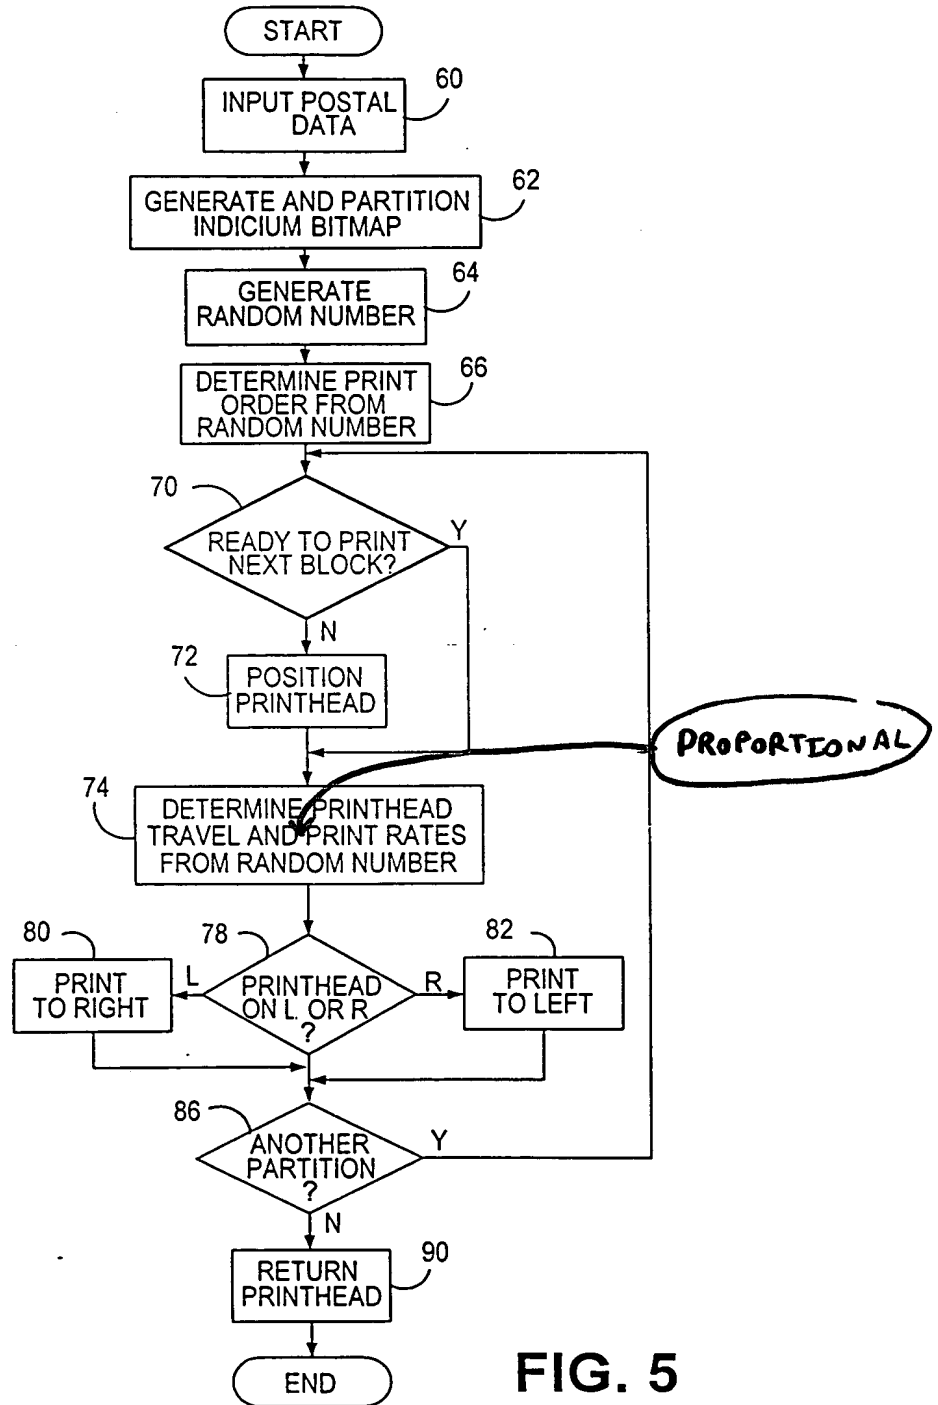 START
60
INPUT POSTAL
DATA
62
GENERATE AND PARTITION
INDICIUM BITMAP
64
GENERATE
RANDOM NUMBER
66
DETERMINE PRINT
ORDER FROM
RANDOM NUMBER
70
READY TO PRINT
NEXT BLOCK?
Y
N
72
POSITION
PRINTHEAD
PROPORTIONAL
74
DETERMINE PRINTHEAD
TRAVEL AND PRINT RATES
FROM RANDOM NUMBER
80
PRINT
TO RIGHT
L
78
PRINTHEAD
ON L OR R
?
R
82
PRINT
TO LEFT
86
ANOTHER
PARTITION
?
Y
N
90
RETURN
PRINTHEAD
END
FIG. 5